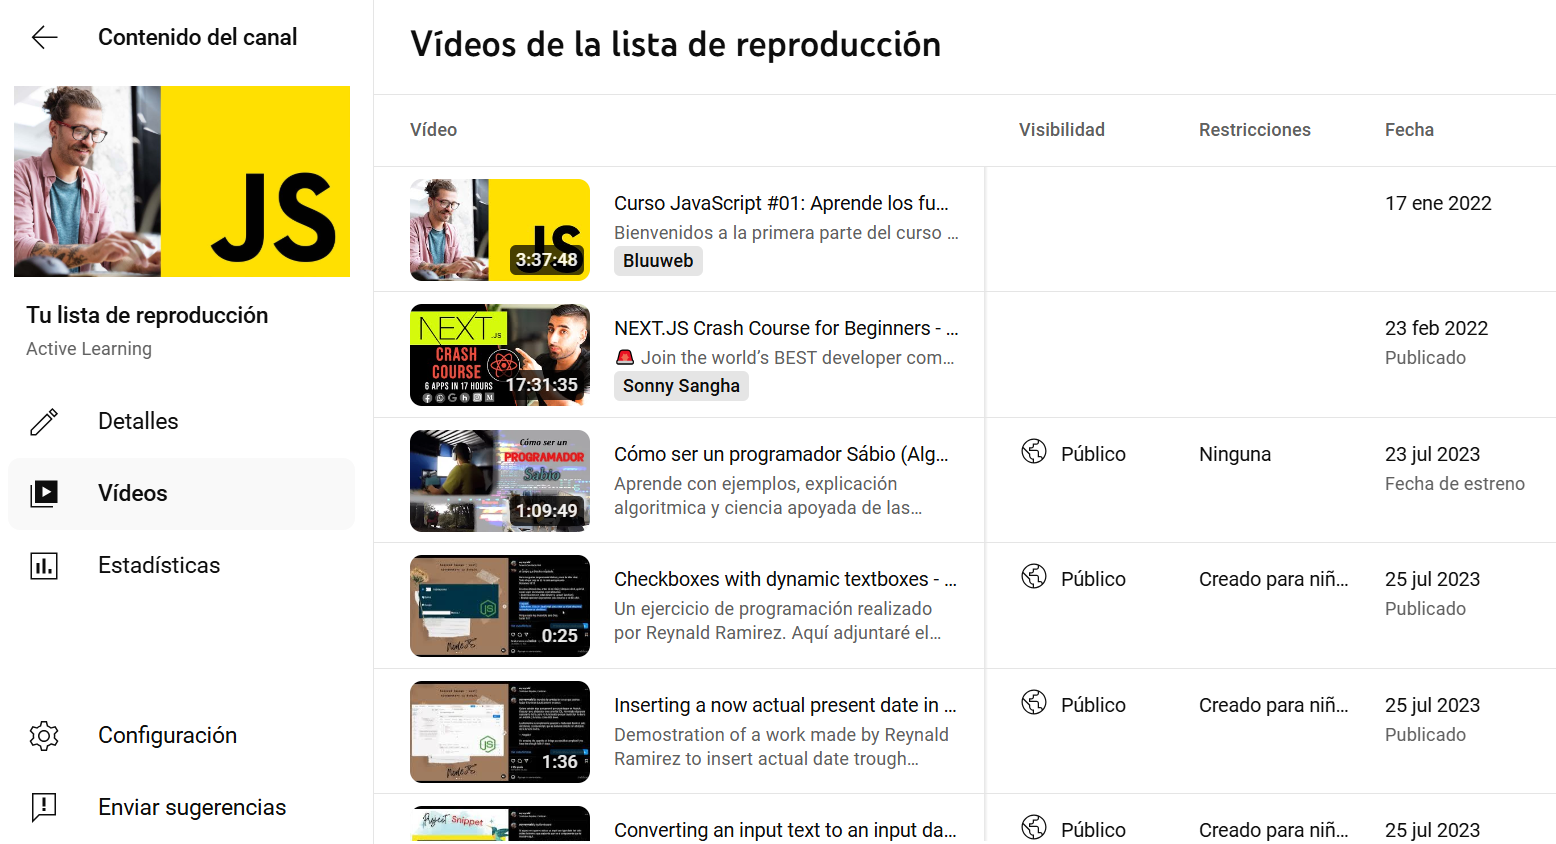 Contenido del canal
JS
Tu lista de reproducción
Active Learning
Detalles
Vídeos
Estadísticas
Configuración
Enviar sugerencias
Vídeos de la lista de reproducción
Vídeo
Visibilidad
Restricciones
Fecha
JS
3:37:48
Curso JavaScript #01: Aprende los fu...
Bienvenidos a la primera parte del curso ...
Bluuweb
17 ene 2022
NEXT.JS
CRASH
COURSE
6 APPS IN 17 HOURS
17:31:35
NEXT.JS Crash Course for Beginners - ...
Join the world’s BEST developer com...
Sonny Sangha
23 feb 2022
Publicado
Cómo ser un
PROGRAMADOR
Sabio
1:09:49
Cómo ser un programador Sábio (Alg...
Aprende con ejemplos, explicación
algoritmica y ciencia apoyada de las...
Público
Ninguna
23 jul 2023
Fecha de estreno
JS
Node JS
0:25
Checkboxes with dynamic textboxes - ...
Un ejercicio de programación realizado
por Reynald Ramirez. Aquí adjuntaré el...
Público
Creado para niñ...
25 jul 2023
Publicado
JS
Node JS
1:36
Inserting a now actual present date in ...
Demostration of a work made by Reynald
Ramirez to insert actual date trough...
Público
Creado para niñ...
25 jul 2023
Publicado
Project Snippet
Converting an input text to an input da...
Público
Creado para niñ...
25 jul 2023